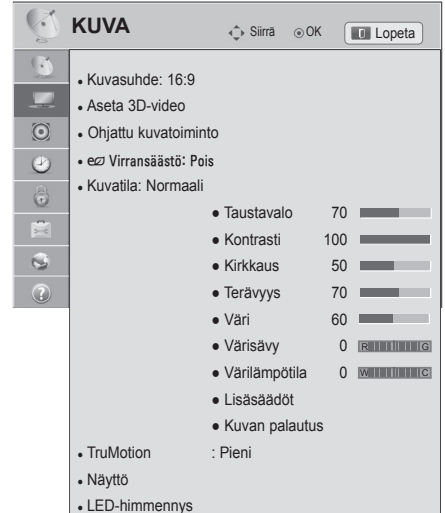 KUVA
Siirrä OK Lopeta
• Kuvasuhde: 16:9
• Aseta 3D-video
• Ohjattu kuvatoiminto
• Virransäästö: Pois
• Kuvatila: Normaali
• Taustavalo 70
• Kontrasti 100
• Kirkkaus 50
• Terävyys 70
• Väri 60
• Värisävy 0 R G
• Värilämpötila 0 W C
• Lisäsäädöt
• Kuvan palautus
• TruMotion : Pieni
• Näyttö
• LED-himmennys